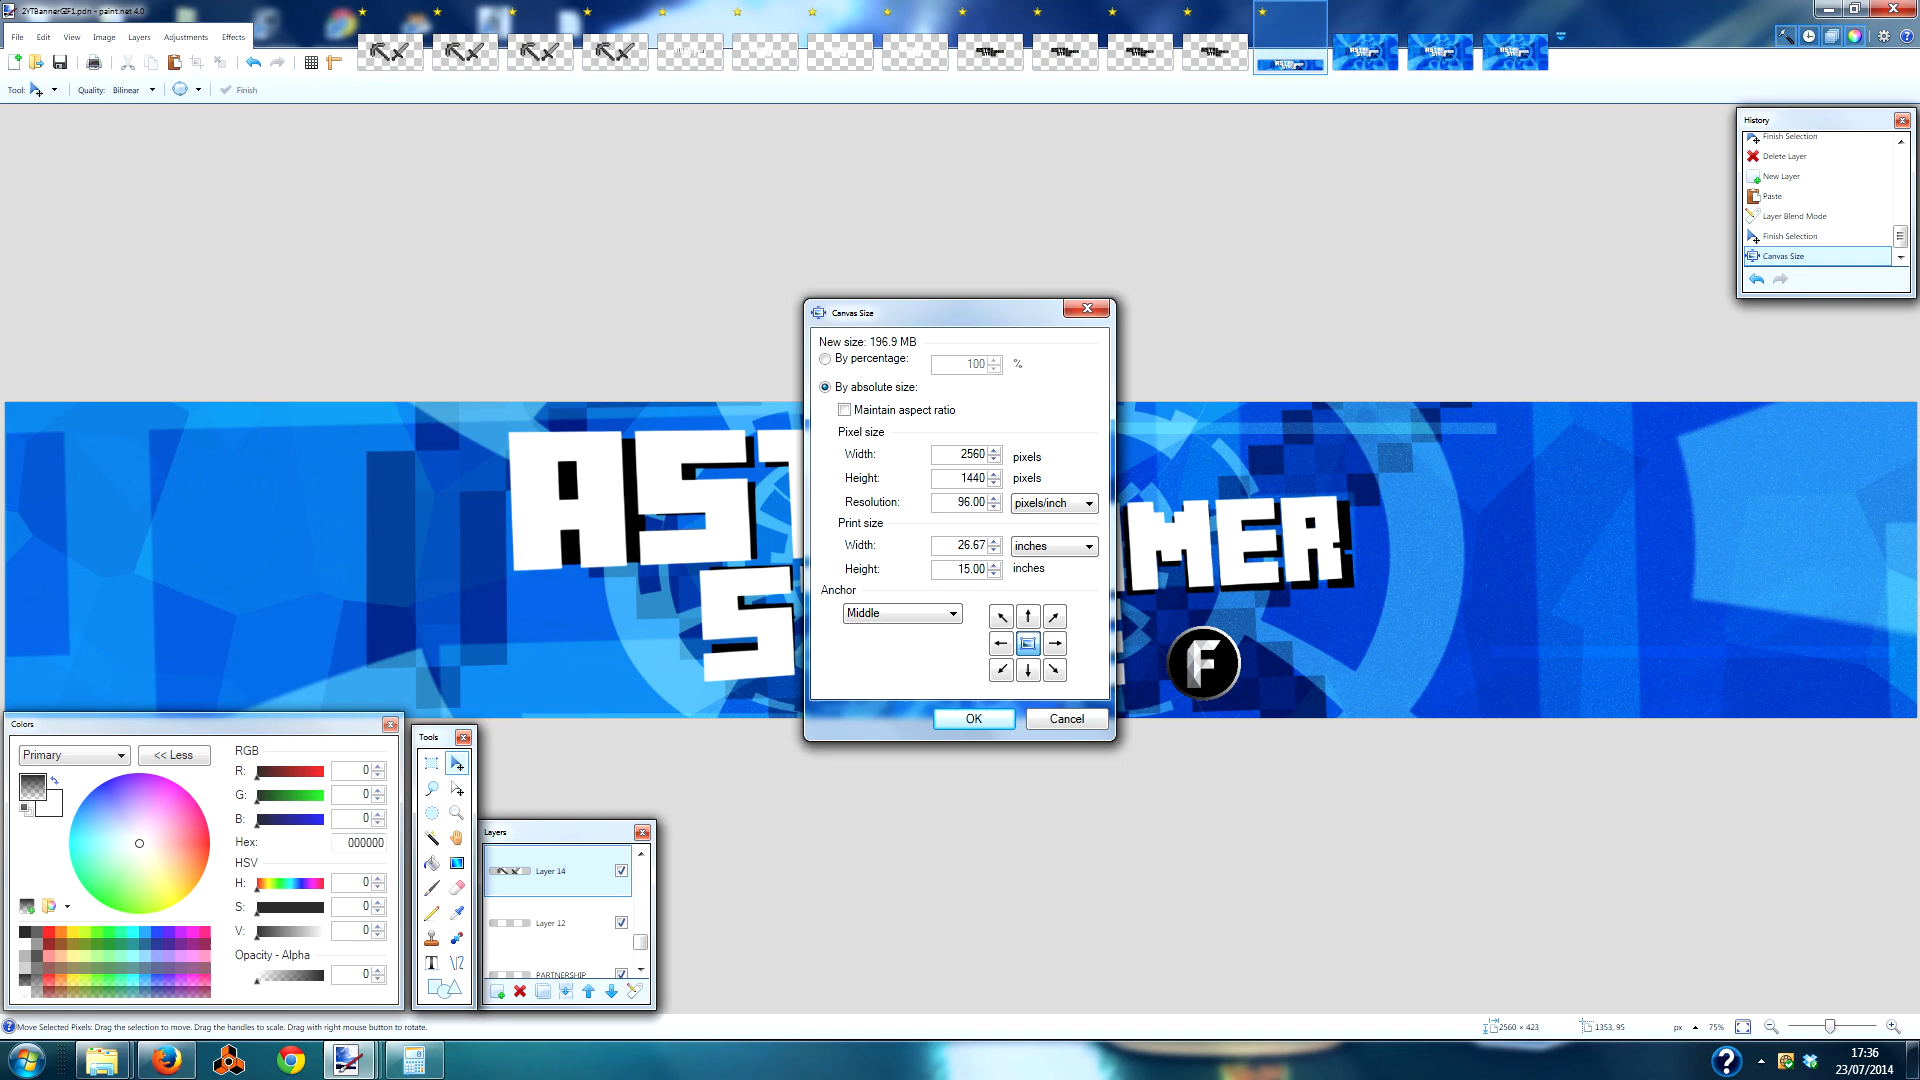 2YTBannerGIF1.pdn - paint.net 4.0
File Edit View Image Layers Adjustments Effects
Tool: Quality: Bilinear Finish
History
Finish Selection
Delete Layer
New Layer
Paste
Layer Blend Mode
Finish Selection
Canvas Size
Canvas Size
New size: 196.9 MB
By percentage: 100 %
By absolute size:
Maintain aspect ratio
Pixel size
Width: 2560 pixels
Height: 1440 pixels
Resolution: 96.00 pixels/inch
Print size
Width: 26.67 inches
Height: 15.00 inches
Anchor
Middle
OK Cancel
AST MER
S
F
Colors
Primary << Less
RGB
R: 0
G: 0
B: 0
Hex: 000000
HSV
H: 0
S: 0
V: 0
Opacity - Alpha
0
Tools
Layers
Layer 14
Layer 12
PARTNERSHIP
Move Selected Pixels: Drag the selection to move. Drag the handles to scale. Drag with right mouse button to rotate.
2560 × 423 1353, 95 px 75%
17:36
23/07/2014